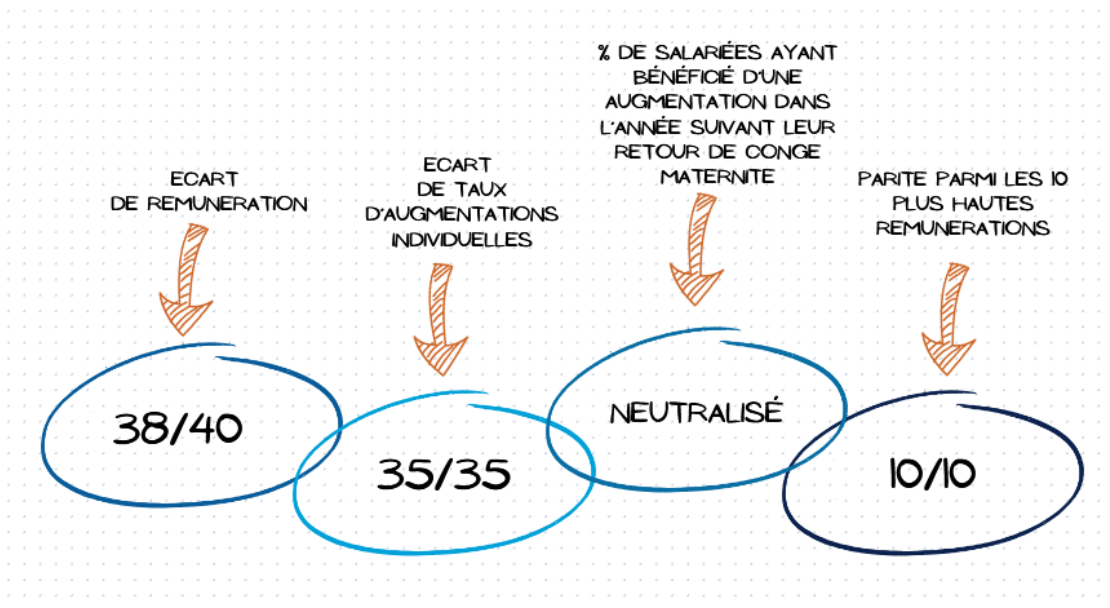 ECART
DE REMUNERATION
38/40
ECART
DE TAUX
D'AUGMENTATIONS
INDIVIDUELLES
35/35
% DE SALARIÉES AYANT
BÉNÉFICIÉ D'UNE
AUGMENTATION DANS
L'ANNÉE SUIVANT LEUR
RETOUR DE CONGE
MATERNITE
NEUTRALISÉ
PARITE PARMI LES 10
PLUS HAUTES
REMUNERATIONS
10/10